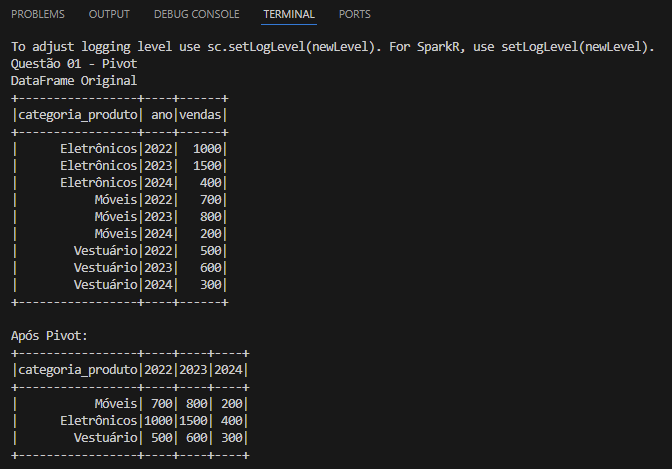 PROBLEMS OUTPUT DEBUG CONSOLE TERMINAL PORTS
To adjust logging level use sc.setLogLevel(newLevel). For SparkR, use setLogLevel(newLevel).
Questão 01 - Pivot
DataFrame Original
+-----------------+----+------+
|categoria_produto| ano|vendas|
+-----------------+----+------+
|      Eletrônicos|2022|  1000|
|      Eletrônicos|2023|  1500|
|      Eletrônicos|2024|   400|
|           Móveis|2022|   700|
|           Móveis|2023|   800|
|           Móveis|2024|   200|
|        Vestuário|2022|   500|
|        Vestuário|2023|   600|
|        Vestuário|2024|   300|
+-----------------+----+------+
Após Pivot:
+-----------------+----+----+----+
|categoria_produto|2022|2023|2024|
+-----------------+----+----+----+
|           Móveis| 700| 800| 200|
|      Eletrônicos|1000|1500| 400|
|        Vestuário| 500| 600| 300|
+-----------------+----+----+----+